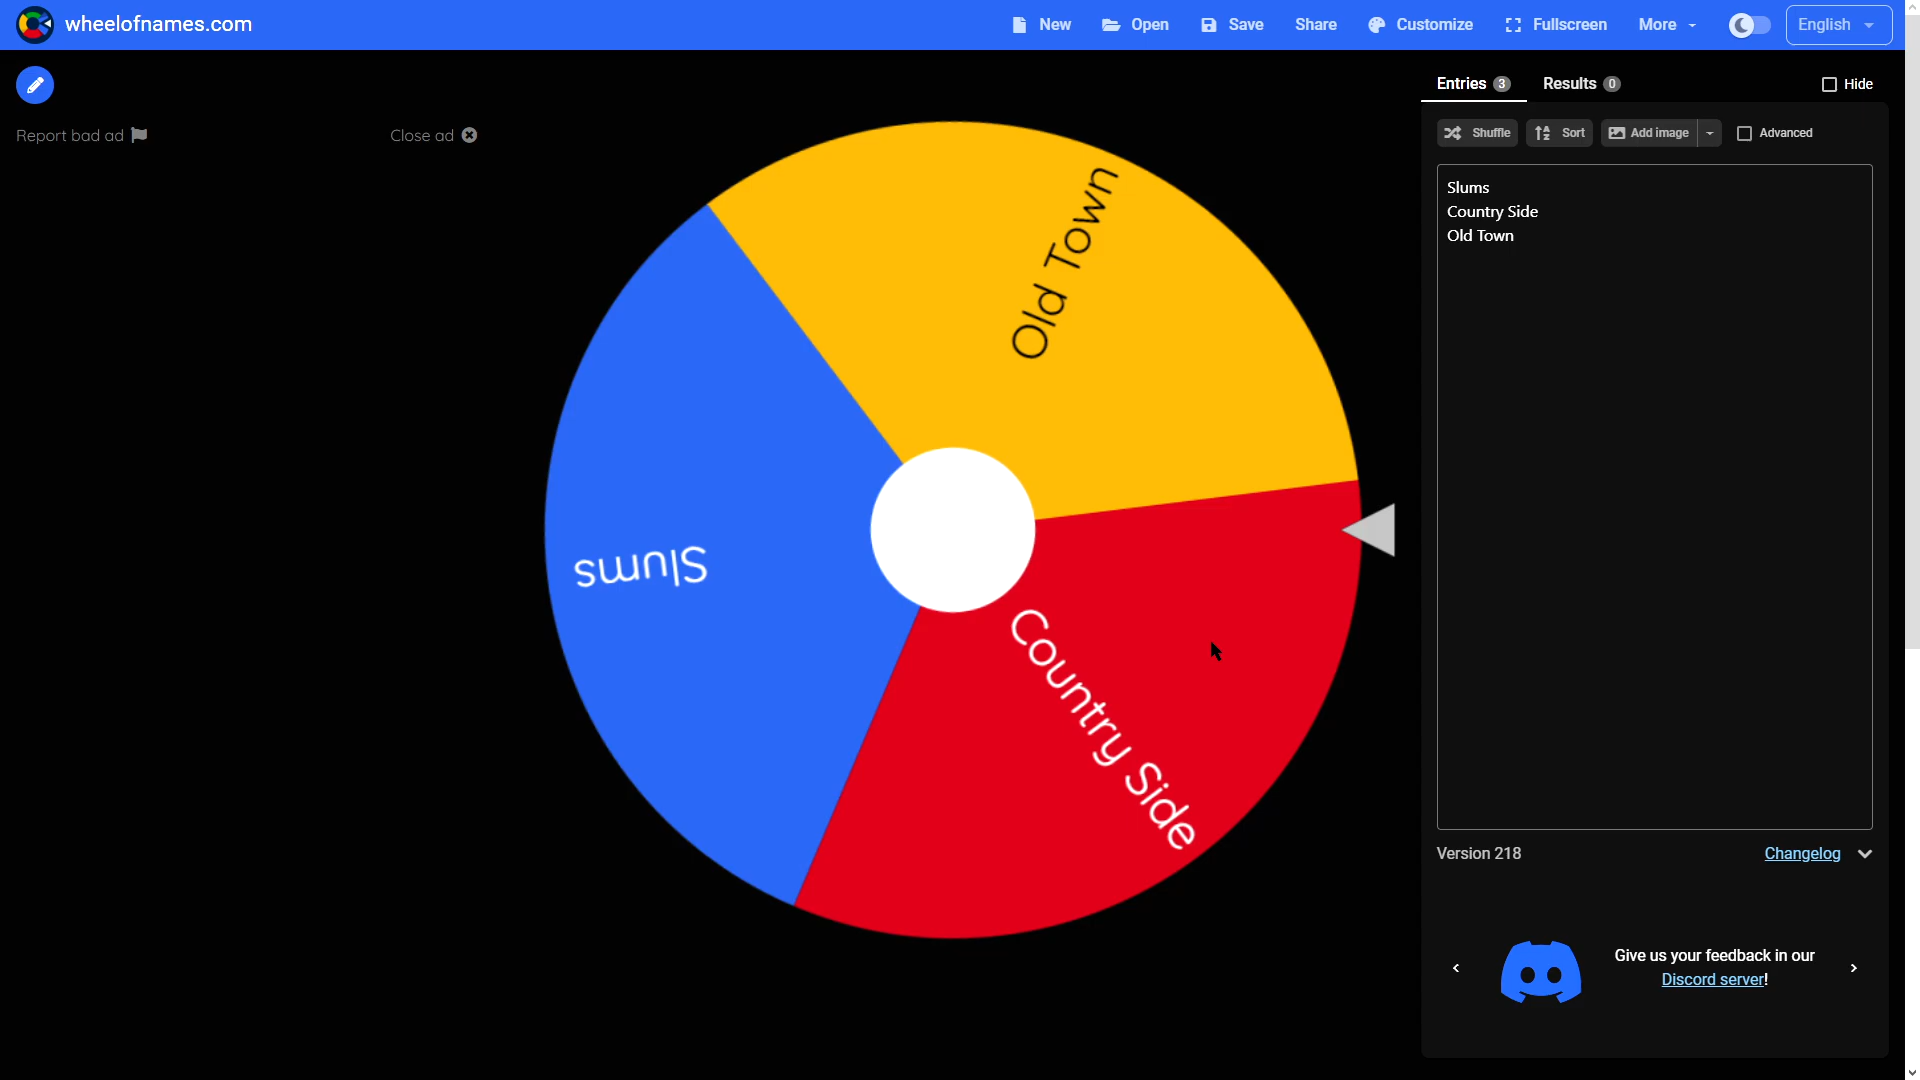 wheelofnames.com
New Open Save Share Customize Fullscreen More English
Report bad ad Close ad
Old Town
Slums
Country Side
Entries 3 Results 0 Hide
Shuffle Sort Add image Advanced
Slums
Country Side
Old Town
Version 218 Changelog
Give us your feedback in our
Discord server!